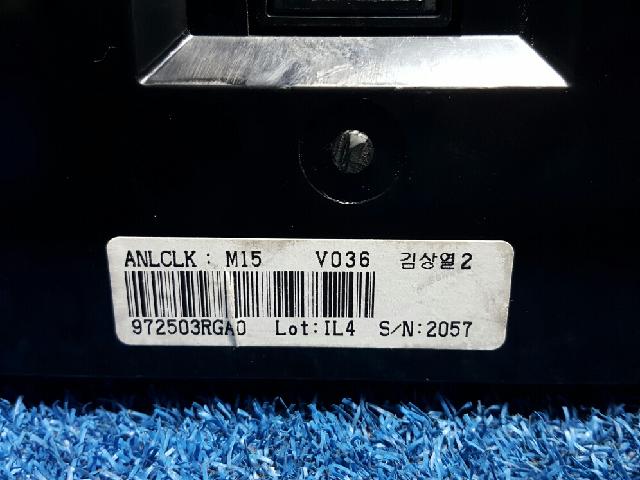 ANLCLK : M15 V036 김상열2
972503RGA0 Lot:IL4 S/N:2057